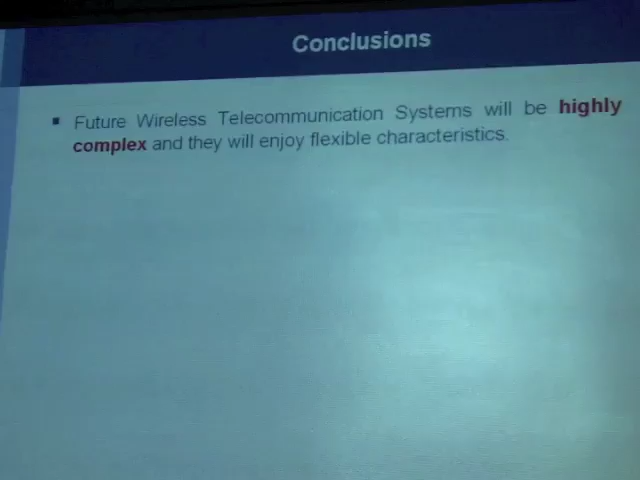 Conclusions
▪ Future Wireless Telecommunication Systems will be highly
complex and they will enjoy flexible characteristics.